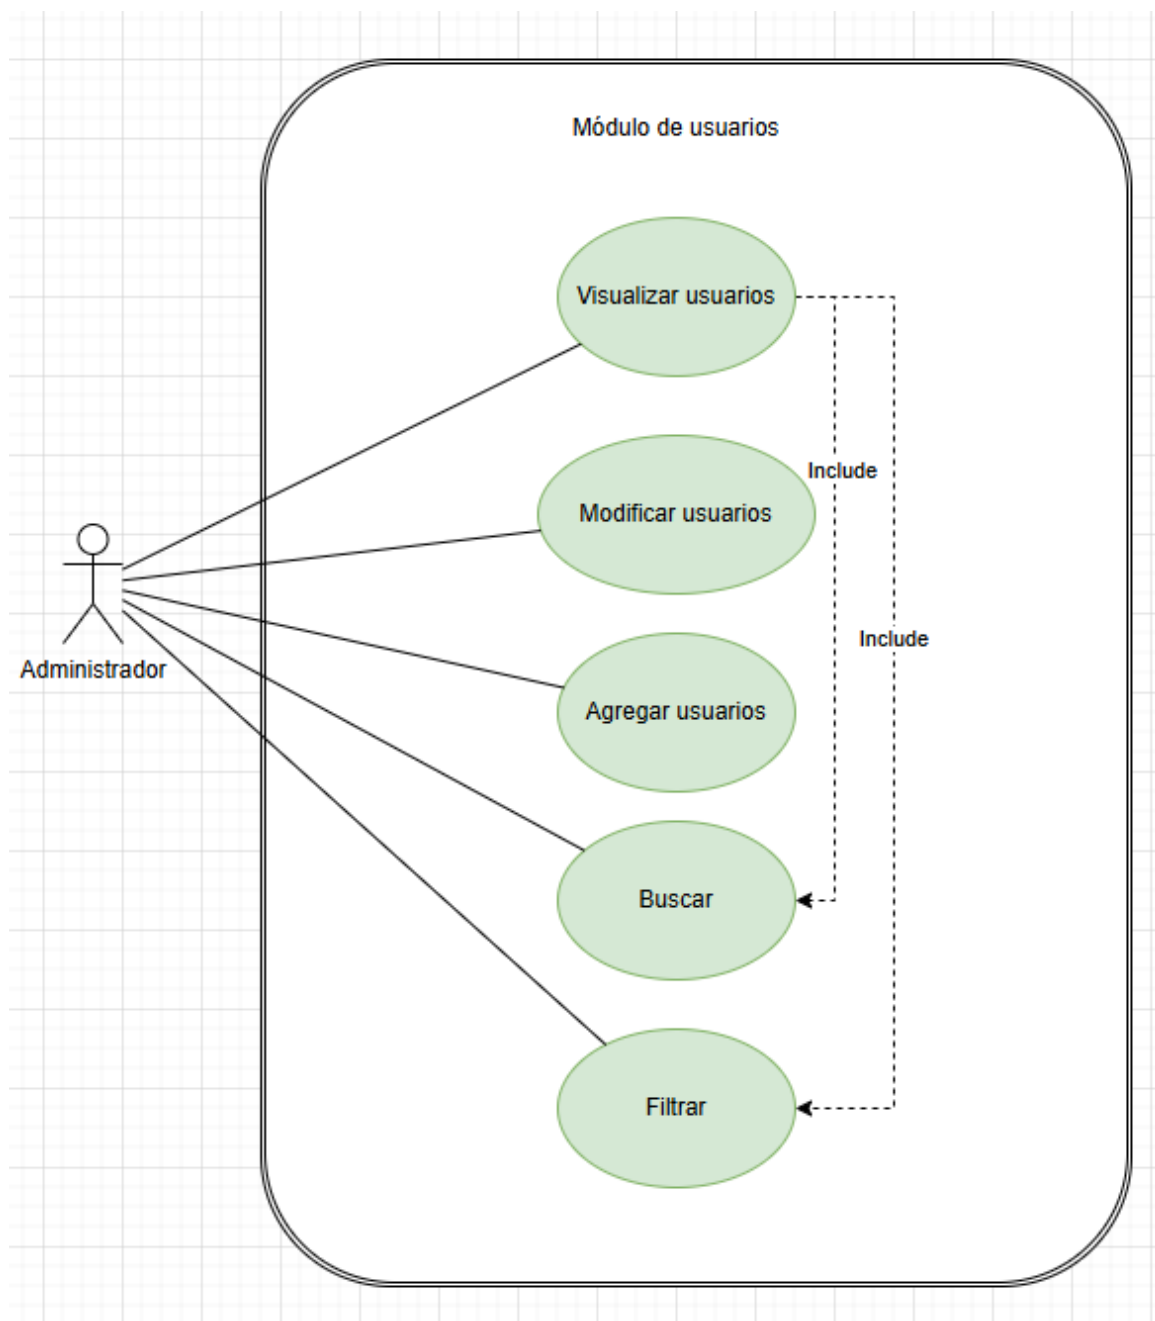 Módulo de usuarios
Visualizar usuarios
Include
Modificar usuarios
Include
Administrador
Agregar usuarios
Buscar
Filtrar